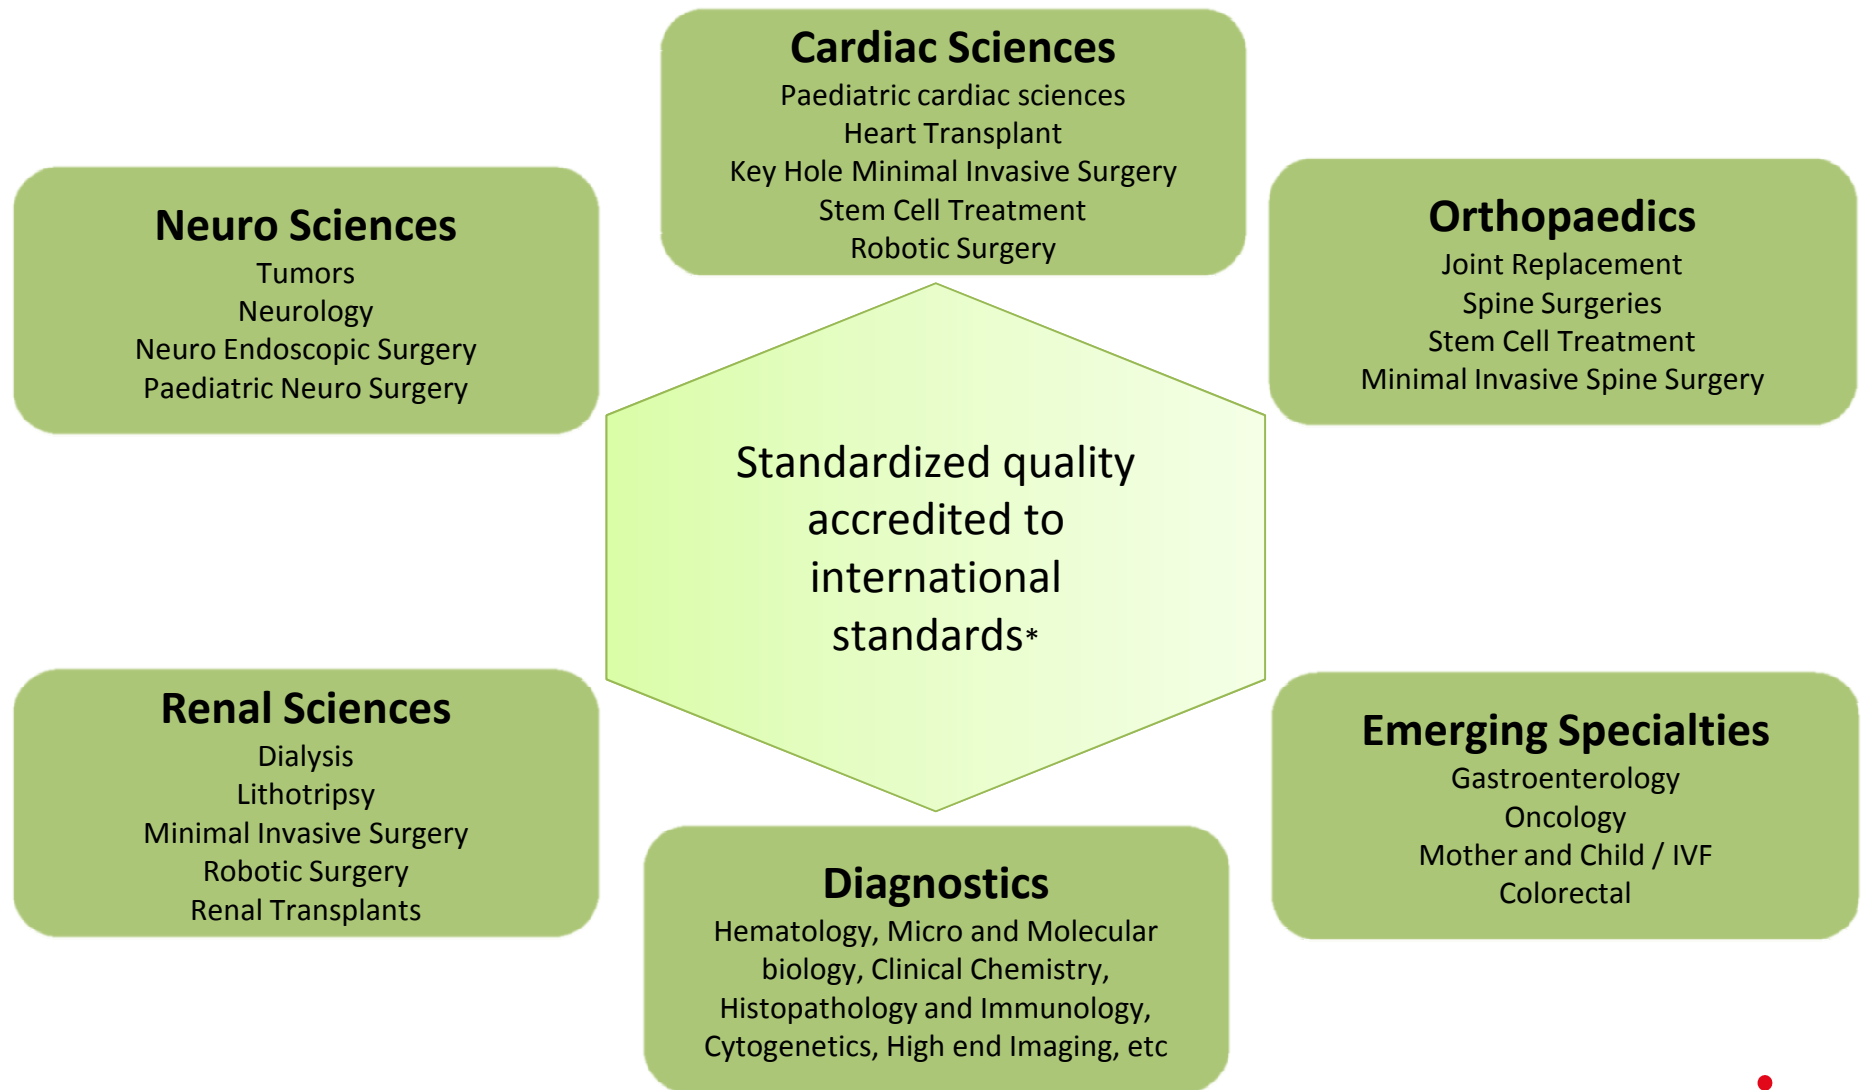 Cardiac Sciences
Paediatric cardiac sciences
Heart Transplant
Key Hole Minimal Invasive Surgery
Stem Cell Treatment
Robotic Surgery
Neuro Sciences
Tumors
Neurology
Neuro Endoscopic Surgery
Paediatric Neuro Surgery
Orthopaedics
Joint Replacement
Spine Surgeries
Stem Cell Treatment
Minimal Invasive Spine Surgery
Standardized quality
accredited to
international
standards*
Renal Sciences
Dialysis
Lithotripsy
Minimal Invasive Surgery
Robotic Surgery
Renal Transplants
Emerging Specialties
Gastroenterology
Oncology
Mother and Child / IVF
Colorectal
Diagnostics
Hematology, Micro and Molecular
biology, Clinical Chemistry,
Histopathology and Immunology,
Cytogenetics, High end Imaging, etc